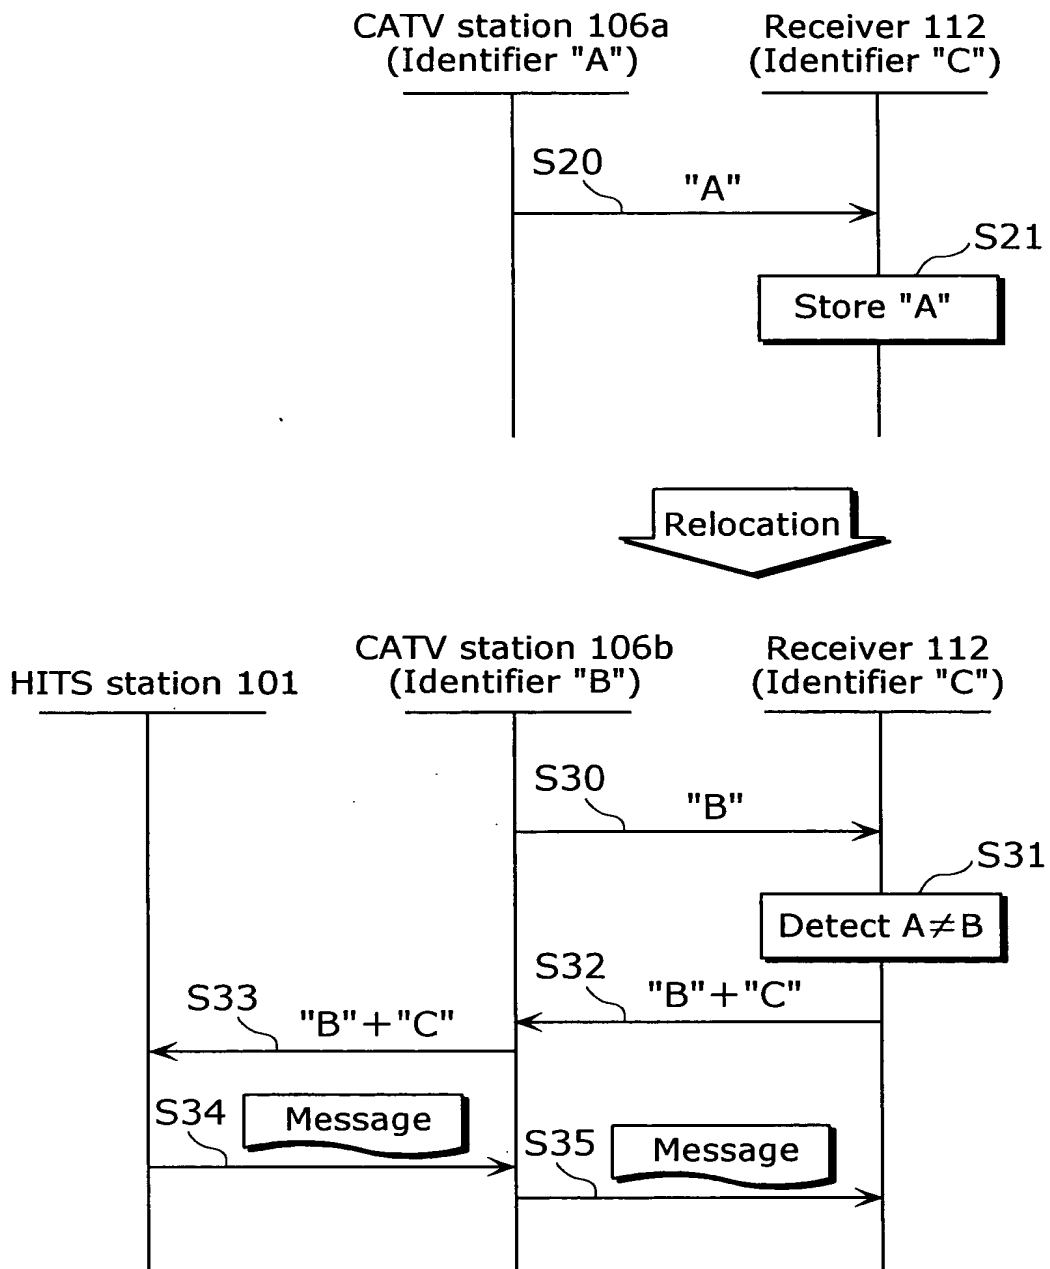 CATV station 106a
(Identifier "A")
Receiver 112
(Identifier "C")
S20
"A"
S21
Store "A"
Relocation
HITS station 101
CATV station 106b
(Identifier "B")
Receiver 112
(Identifier "C")
S30
"B"
S31
Detect A≠B
S32
"B"+"C"
S33
"B"+"C"
S34
Message
S35
Message